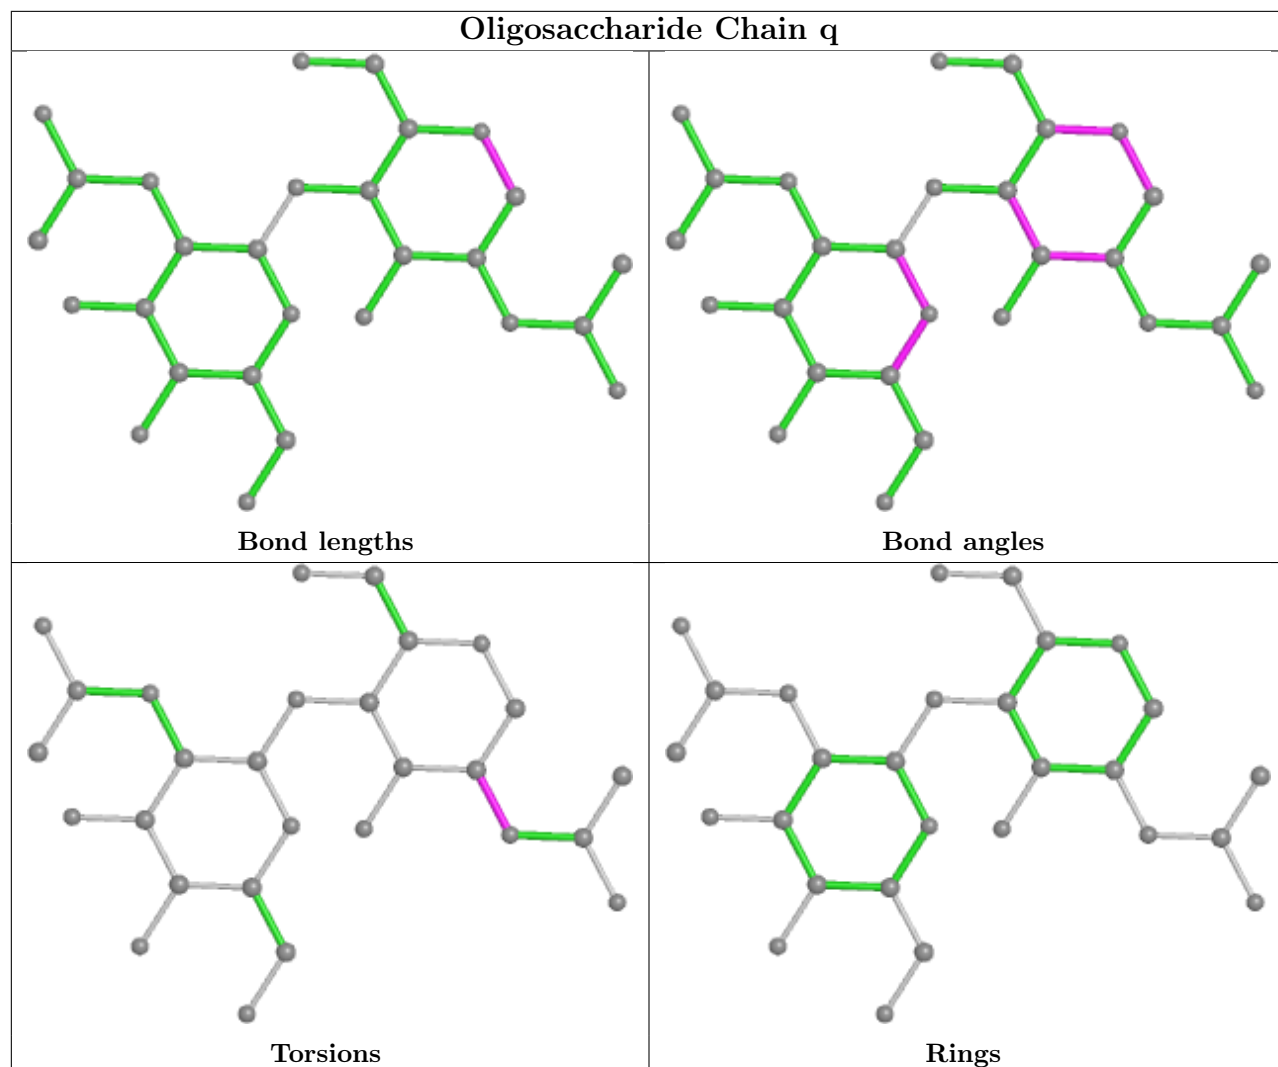 Oligosaccharide Chain q
Bond lengths
Bond angles
Torsions
Rings